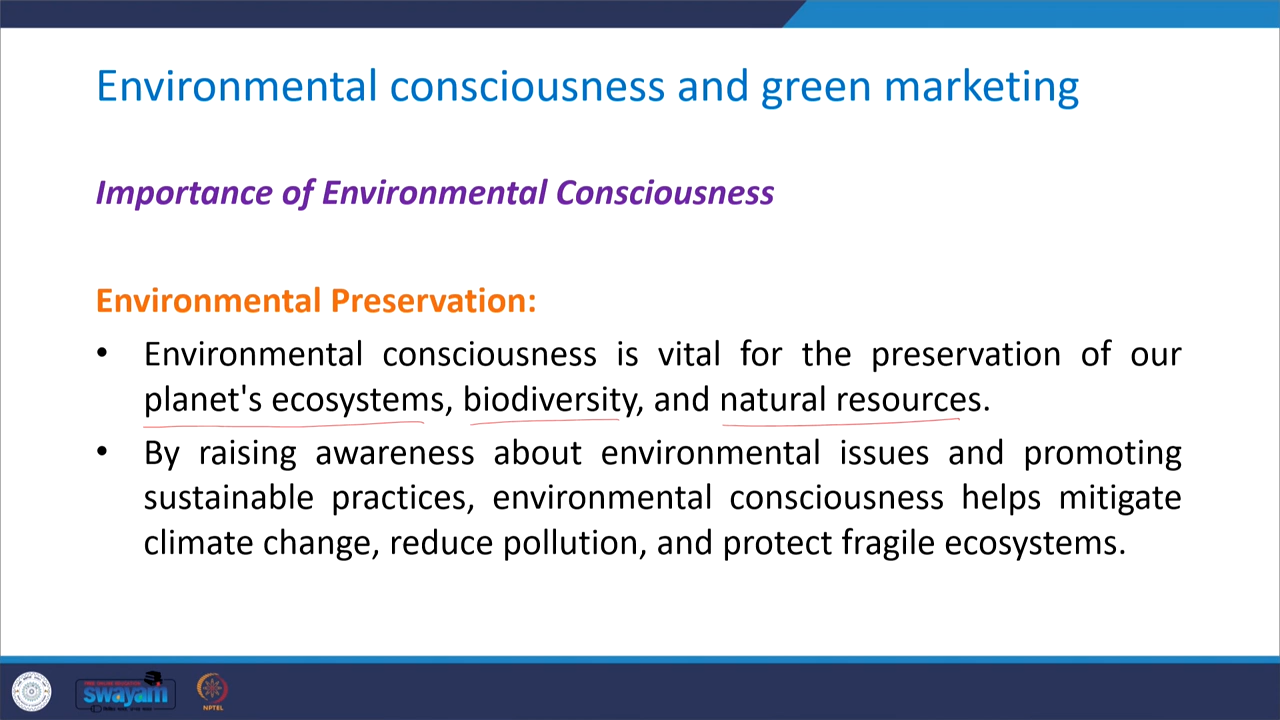 Environmental consciousness and green marketing
Importance of Environmental Consciousness
Environmental Preservation:
• Environmental consciousness is vital for the preservation of our
planet's ecosystems, biodiversity, and natural resources.
• By raising awareness about environmental issues and promoting
sustainable practices, environmental consciousness helps mitigate
climate change, reduce pollution, and protect fragile ecosystems.
swayam
NPTEL